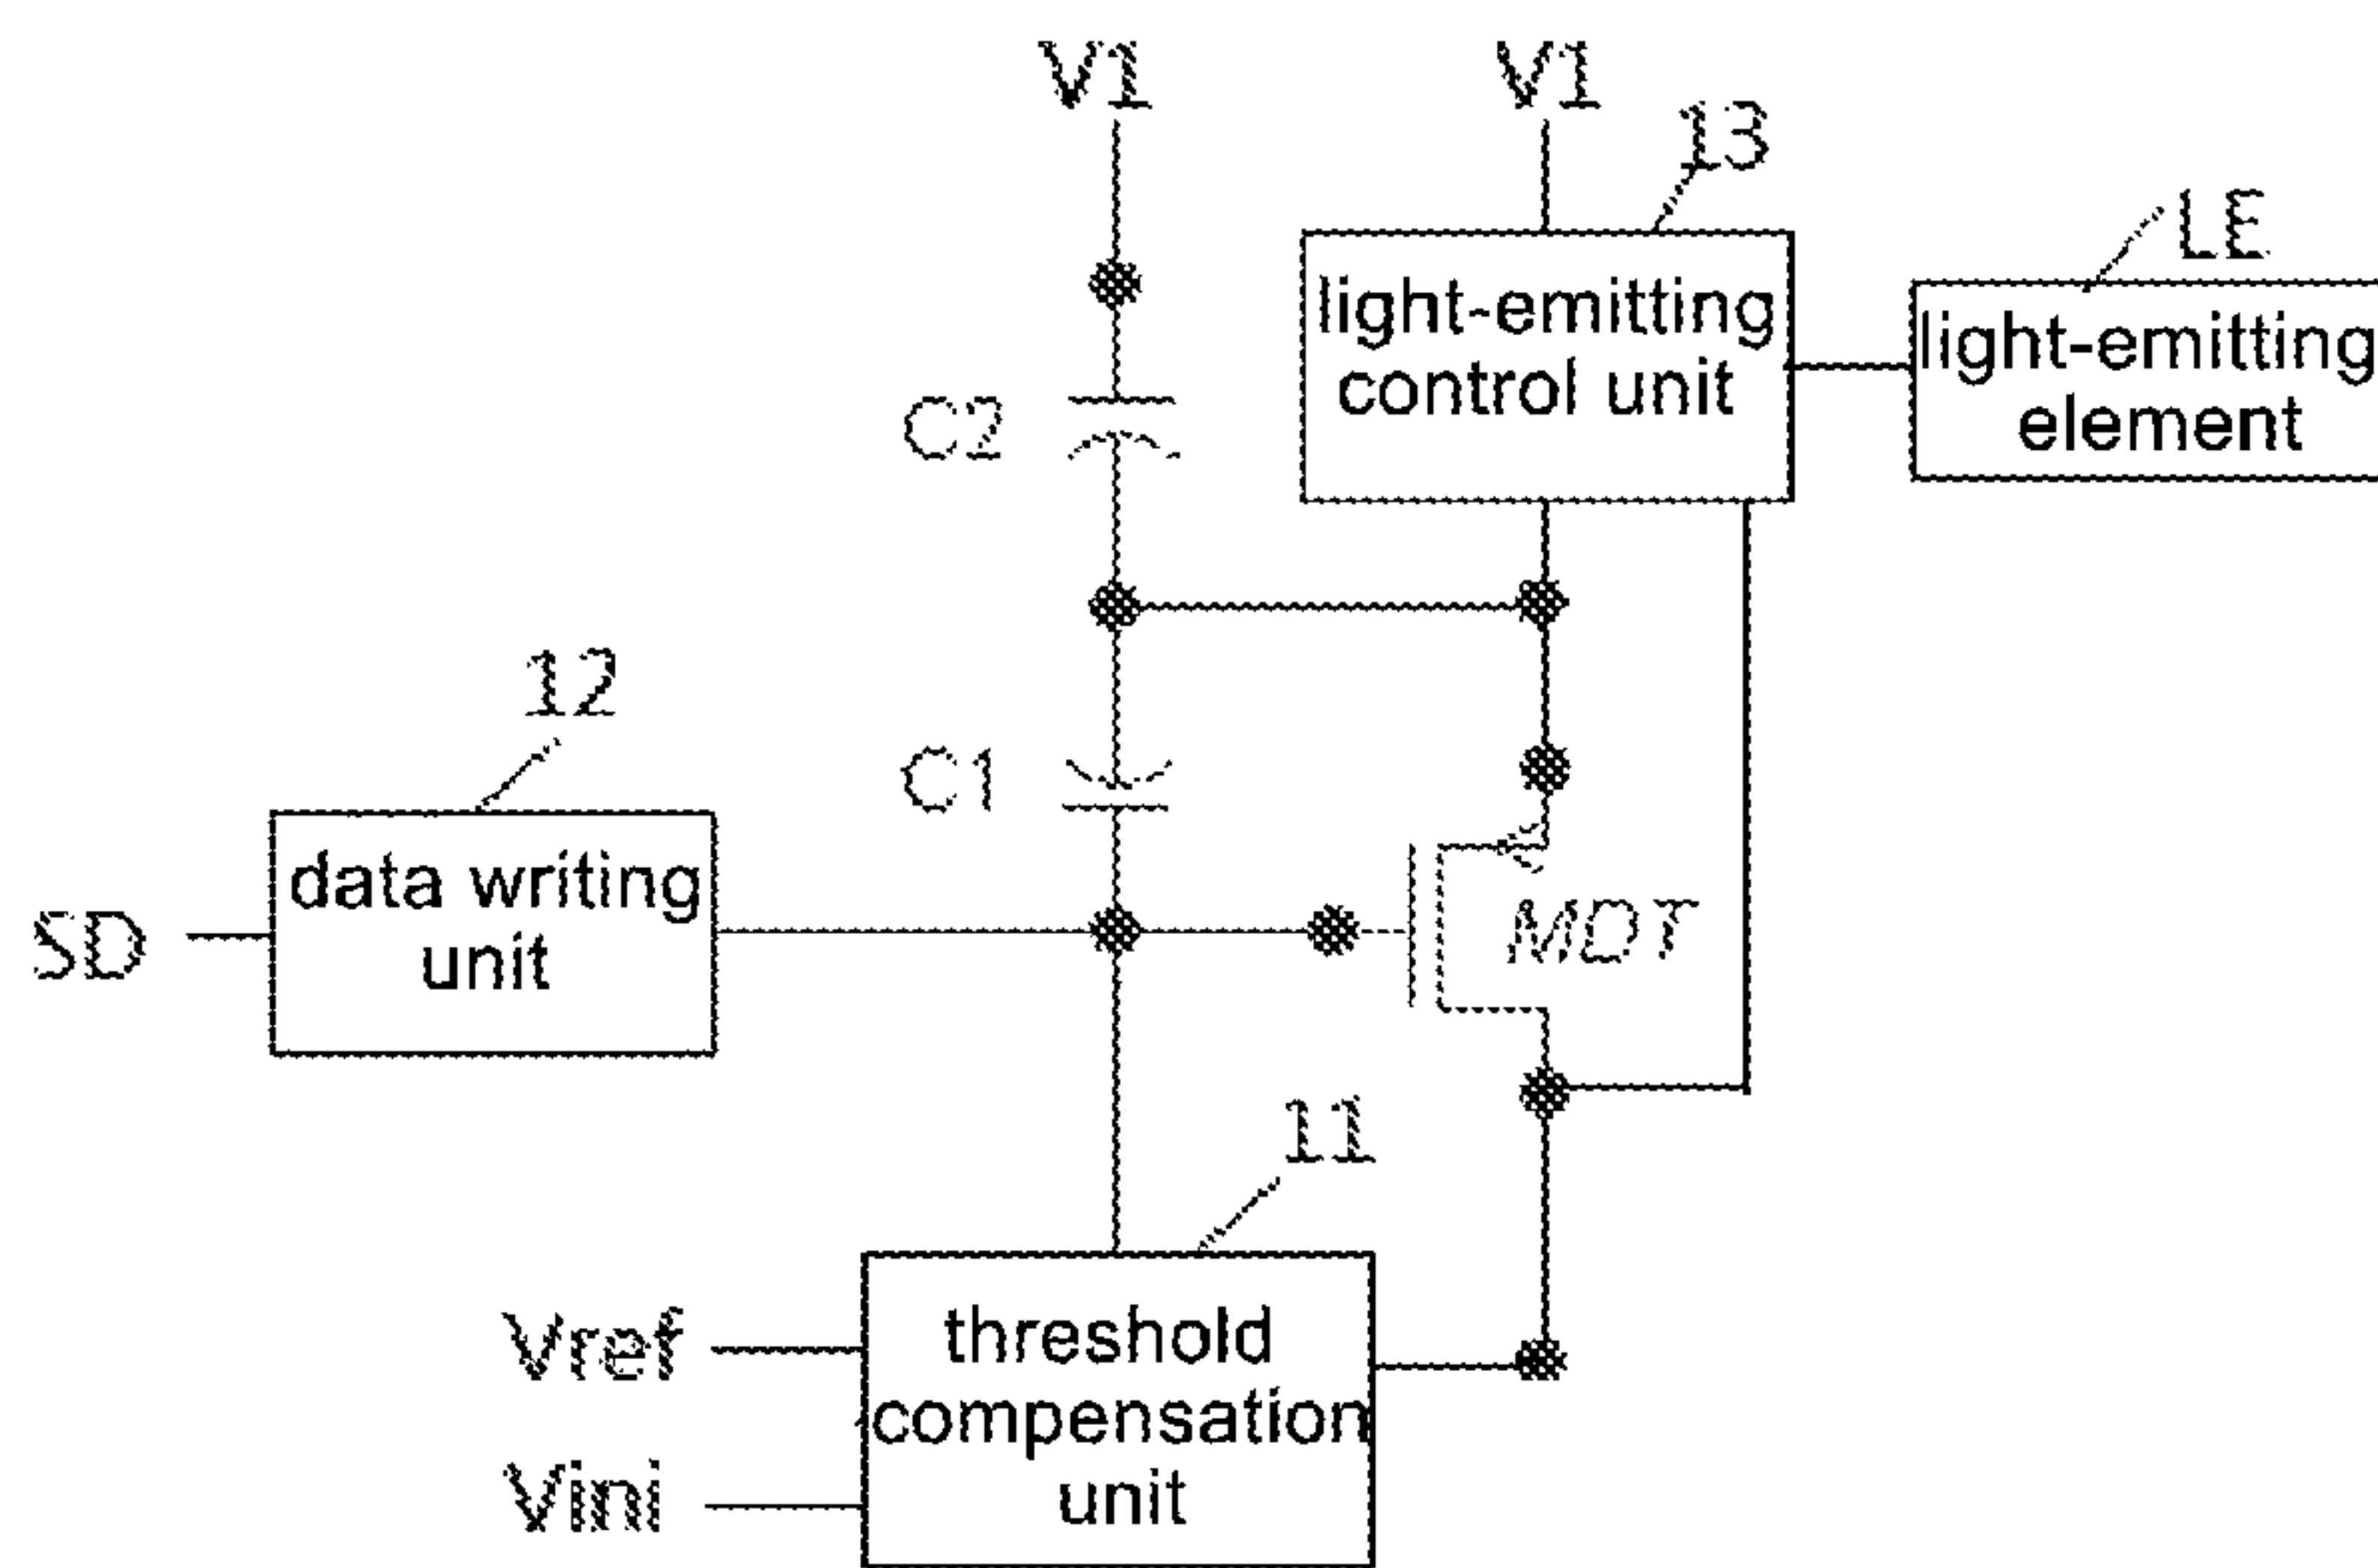 V1
V1
13
LE
light-emitting
control unit
light-emitting
element
C2
12
C1
data writing
unit
SD
MDT
11
Vref
threshold
compensation
unit
Vini